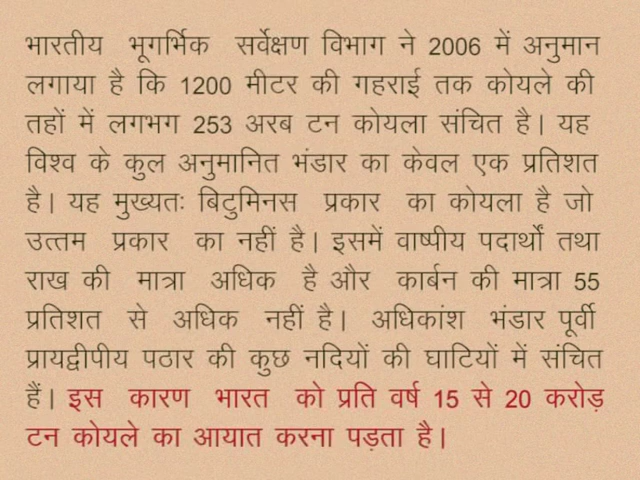 भारतीय भूगर्भिक सर्वेक्षण विभाग ने 2006 में अनुमान
लगाया है कि 1200 मीटर की गहराई तक कोयले की
तहों में लगभग 253 अरब टन कोयला संचित है। यह
विश्व के कुल अनुमानित भंडार का केवल एक प्रतिशत
है। यह मुख्यतः बिटुमिनस प्रकार का कोयला है जो
उत्तम प्रकार का नहीं है। इसमें वाष्पीय पदार्थों तथा
राख की मात्रा अधिक है और कार्बन की मात्रा 55
प्रतिशत से अधिक नहीं है। अधिकांश भंडार पूर्वी
प्रायद्वीपीय पठार की कुछ नदियों की घाटियों में संचित
हैं। इस कारण भारत को प्रति वर्ष 15 से 20 करोड़
टन कोयले का आयात करना पड़ता है।